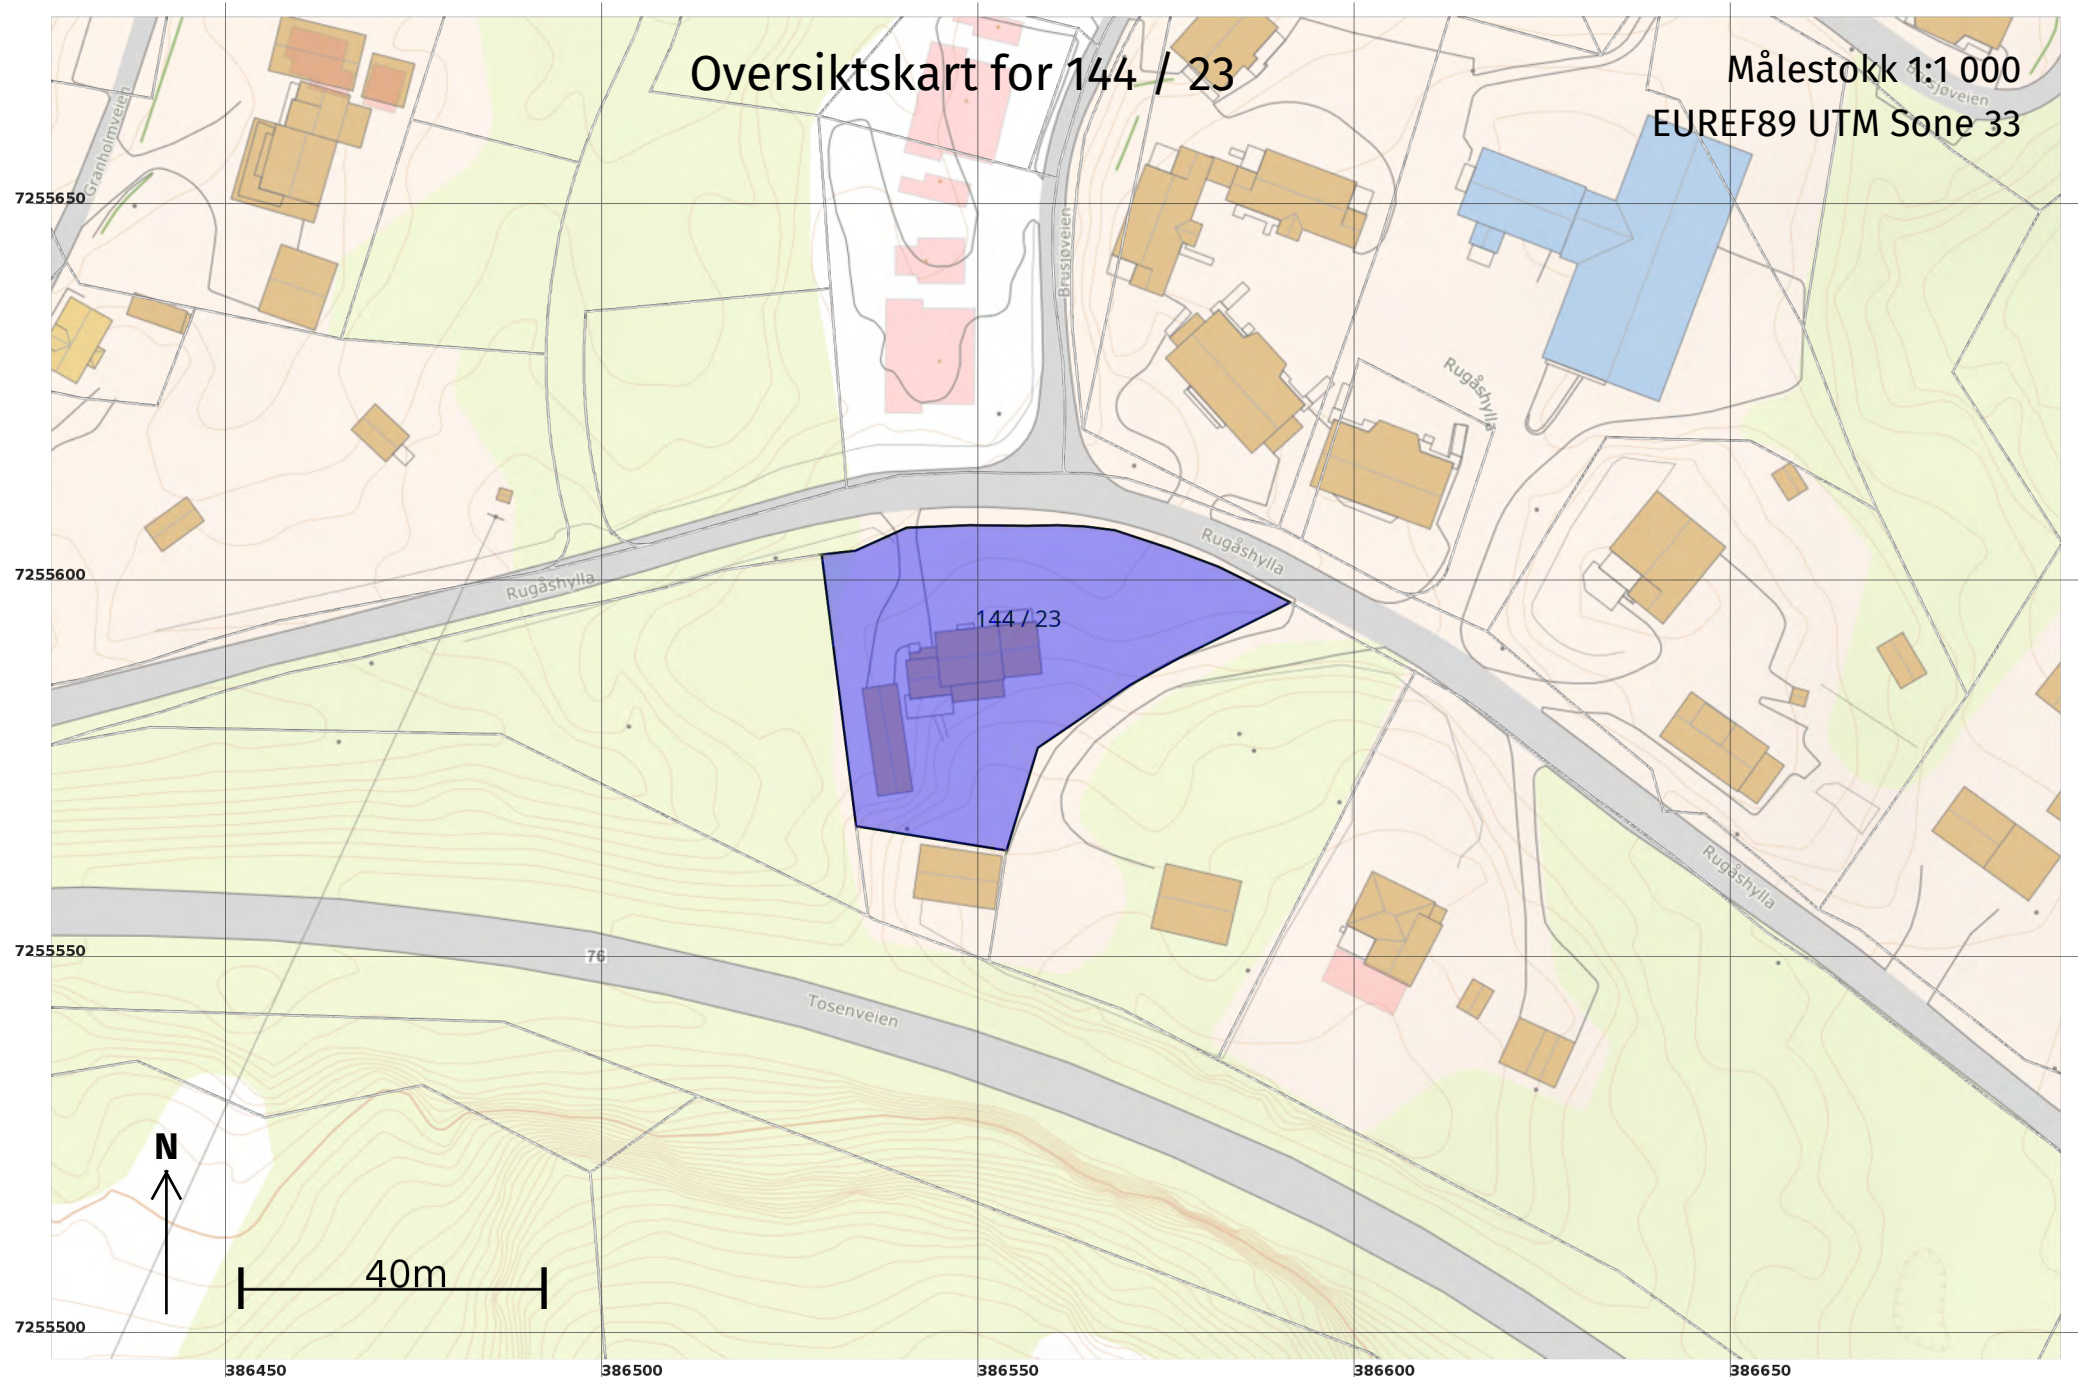 Oversiktskart for 144 / 23
Målestokk 1:1 000
EUREF89 UTM Sone 33
Brusjøveien
Granholmveien
7255650
Brusjøveien
Rugåshylla
Rugåshylla
7255600
Rugåshylla
144 / 23
Rugåshylla
7255550
76
Tosenveien
N
40m
7255500
386450
386500
386550
386600
386650